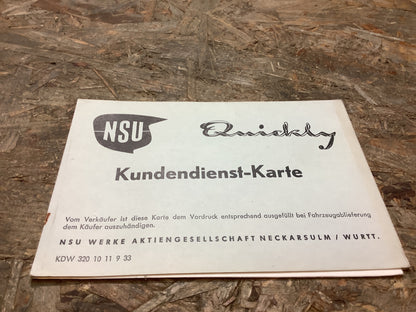 NSU Quickly
Kundendienst-Karte
Vom Verkäufer ist diese Karte dem Vordruck entsprechend ausgefüllt bei Fahrzeugablieferung
dem Käufer auszuhändigen.
NSU WERKE AKTIENGESELLSCHAFT NECKARSULM / WURTT.
KDW 320 10 11 9 33